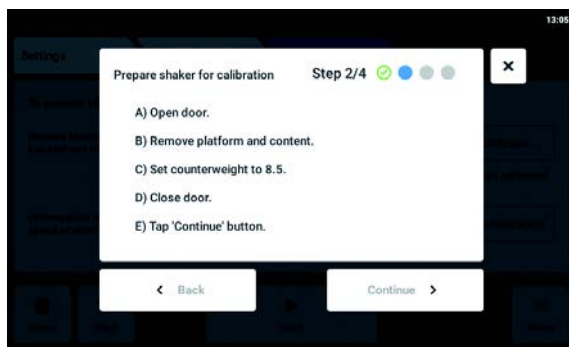 13:05
Settings
Prepare shaker for calibration
Step 2/4
A) Open door.
B) Remove platform and content.
C) Set counterweight to 8.5.
D) Close door.
E) Tap 'Continue' button.
Back
Continue